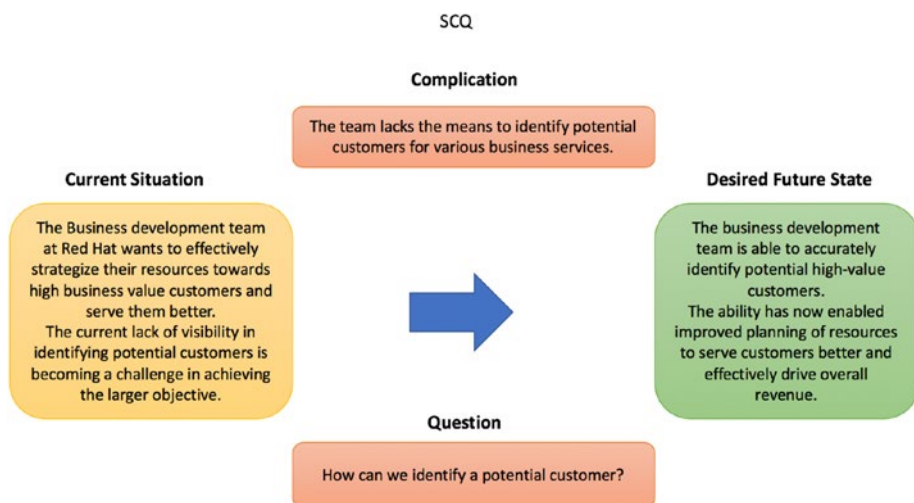 SCQ
Complication
The team lacks the means to identify potential
customers for various business services.
Current Situation
The Business development team
at Red Hat wants to effectively
strategize their resources towards
high business value customers and
serve them better.
The current lack of visibility in
identifying potential customers is
becoming a challenge in achieving
the larger objective.
Desired Future State
The business development
team is able to accurately
identify potential high-value
customers.
The ability has now enabled
improved planning of resources
to serve customers better and
effectively drive overall
revenue.
Question
How can we identify a potential customer?